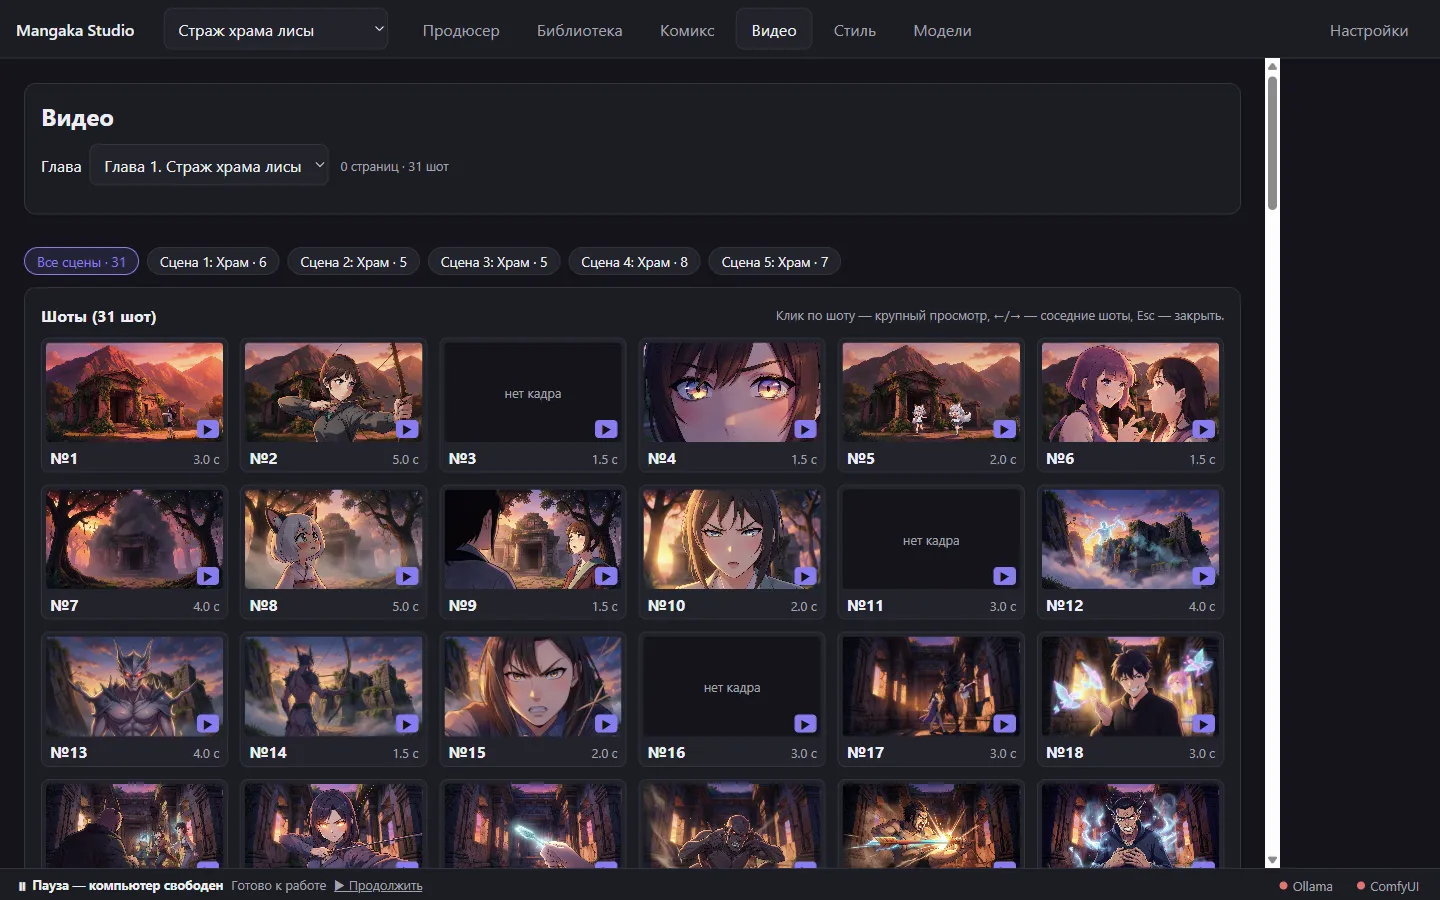 Mangaka Studio Страж храма лисы Продюсер Библиотека Комикс Видео Стиль Модели Настройки
Видео
Глава Глава 1. Страж храма лисы 0 страниц · 31 шот
Все сцены · 31 Сцена 1: Храм · 6 Сцена 2: Храм · 5 Сцена 3: Храм · 5 Сцена 4: Храм · 8 Сцена 5: Храм · 7
Шоты (31 шот) Клик по шоту — крупный просмотр, ←/→ — соседние шоты, Esc — закрыть.
нет кадра
№1 3.0 с №2 5.0 с №3 1.5 с №4 1.5 с №5 2.0 с №6 1.5 с
нет кадра
№7 4.0 с №8 5.0 с №9 1.5 с №10 2.0 с №11 3.0 с №12 4.0 с
нет кадра
№13 4.0 с №14 1.5 с №15 2.0 с №16 3.0 с №17 3.0 с №18 3.0 с
Пауза — компьютер свободен Готово к работе ▶ Продолжить Ollama ComfyUI